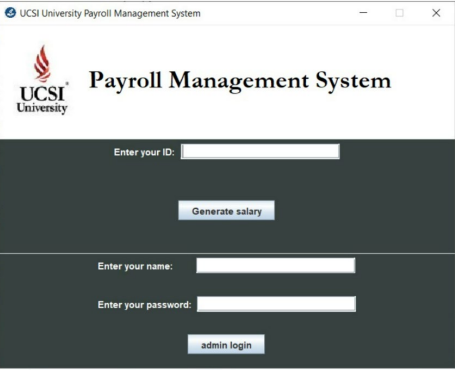 UCSI University Payroll Management System
UCSI
University
Payroll Management System
Enter your ID:
Generate salary
Enter your name:
Enter your password:
admin login